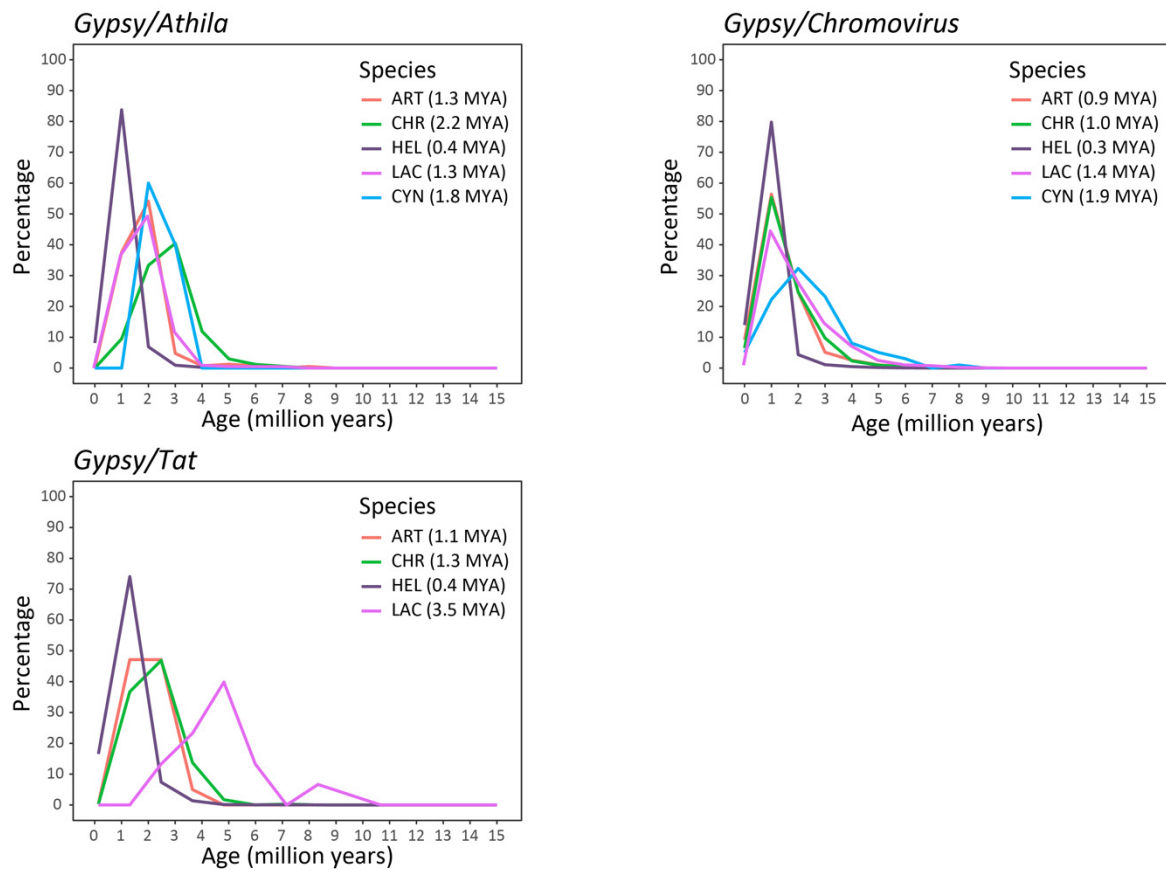 Gypsy/Athila
Percentage
100
90
80
70
60
50
40
30
20
10
0
Species
ART (1.3 MYA)
CHR (2.2 MYA)
HEL (0.4 MYA)
LAC (1.3 MYA)
CYN (1.8 MYA)
0 1 2 3 4 5 6 7 8 9 10 11 12 13 14 15
Age (million years)
Gypsy/Chromovirus
Percentage
100
90
80
70
60
50
40
30
20
10
0
Species
ART (0.9 MYA)
CHR (1.0 MYA)
HEL (0.3 MYA)
LAC (1.4 MYA)
CYN (1.9 MYA)
0 1 2 3 4 5 6 7 8 9 10 11 12 13 14 15
Age (million years)
Gypsy/Tat
Percentage
100
90
80
70
60
50
40
30
20
10
0
Species
ART (1.1 MYA)
CHR (1.3 MYA)
HEL (0.4 MYA)
LAC (3.5 MYA)
0 1 2 3 4 5 6 7 8 9 10 11 12 13 14 15
Age (million years)